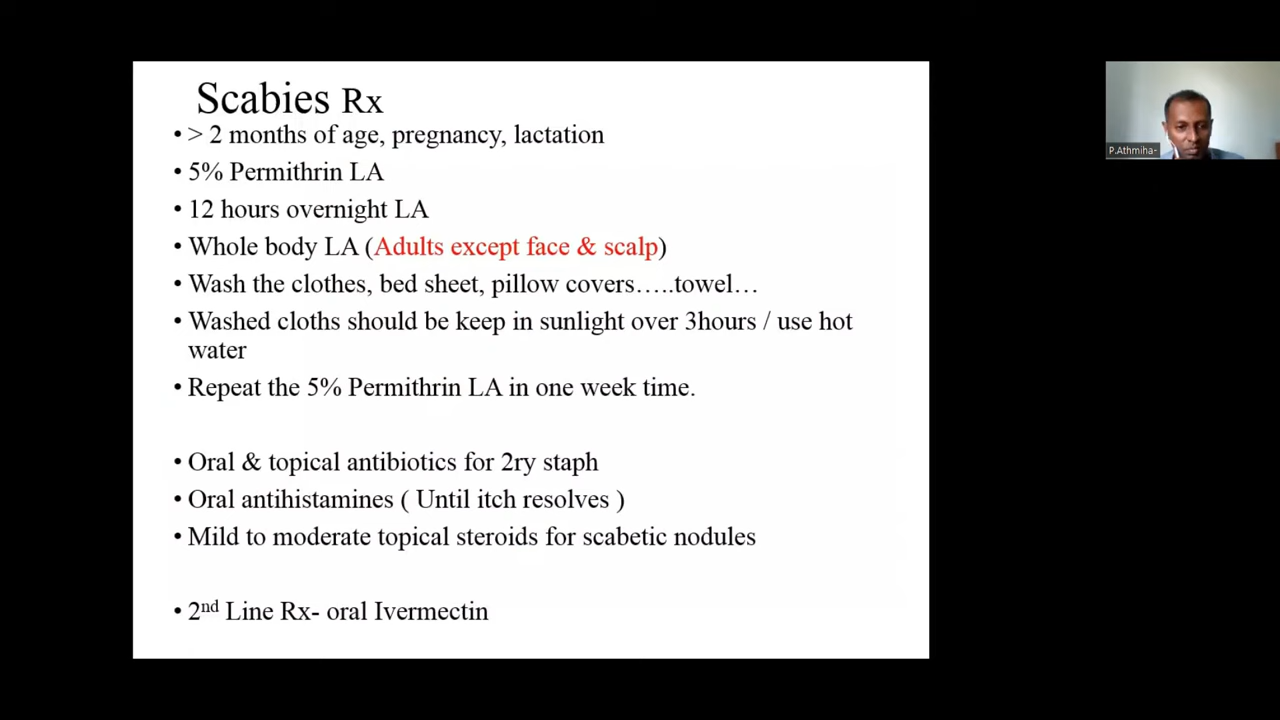 Scabies Rx
• > 2 months of age, pregnancy, lactation
• 5% Permithrin LA
• 12 hours overnight LA
• Whole body LA (Adults except face & scalp)
• Wash the clothes, bed sheet, pillow covers…..towel…
• Washed cloths should be keep in sunlight over 3hours / use hot
water
• Repeat the 5% Permithrin LA in one week time.
• Oral & topical antibiotics for 2ry staph
• Oral antihistamines ( Until itch resolves )
• Mild to moderate topical steroids for scabetic nodules
• 2nd Line Rx- oral Ivermectin
P.Athmiha-